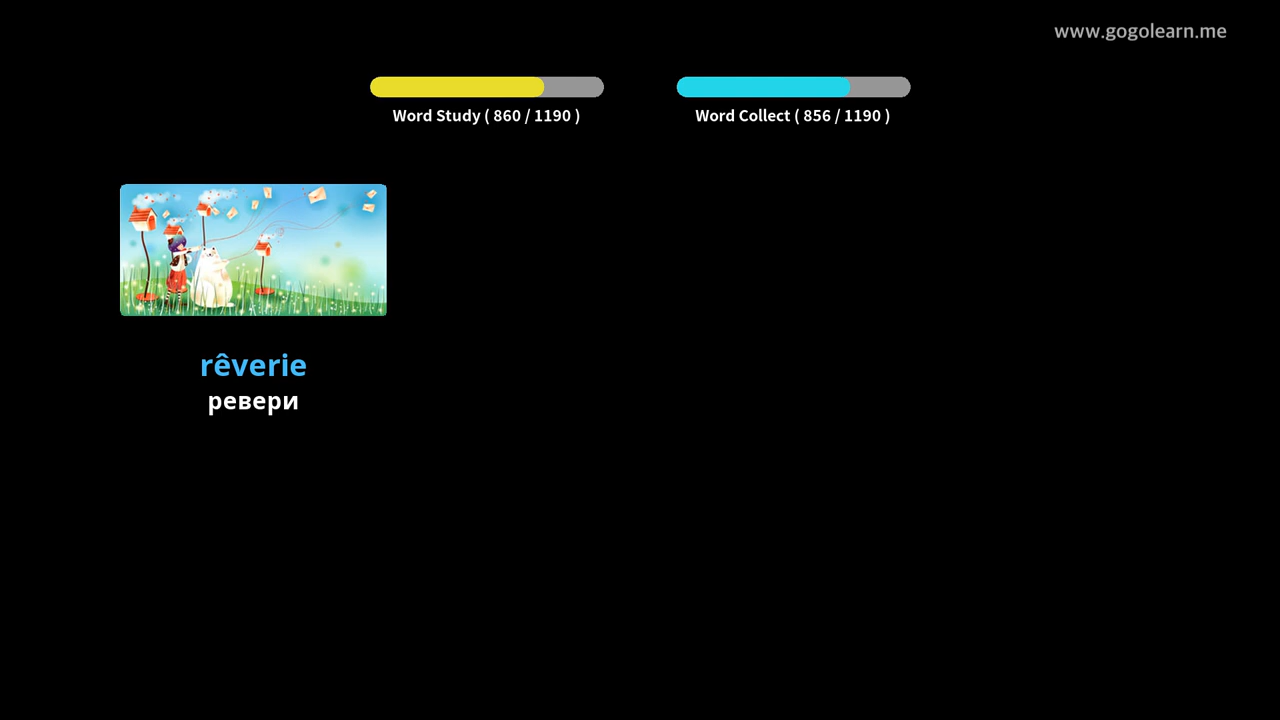 www.gogolearn.me
Word Study ( 860 / 1190 )
Word Collect ( 856 / 1190 )
rêverie
ревери